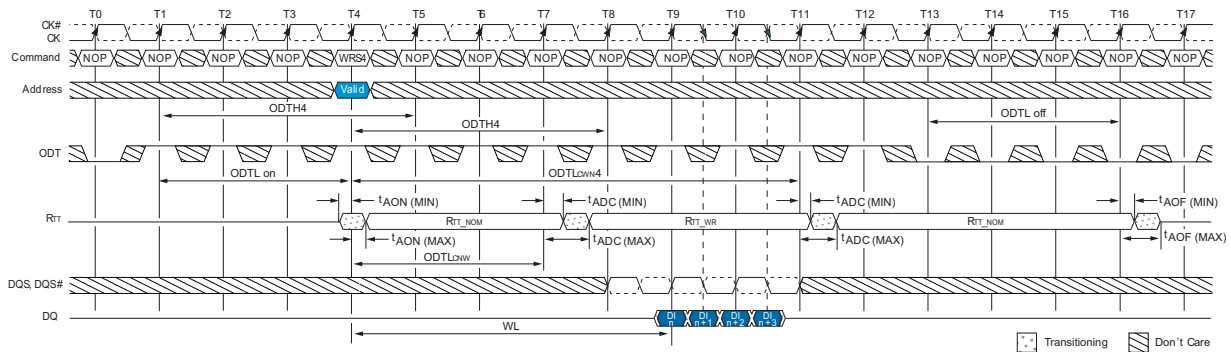 T0 T1 T2 T3 T4 T5 T6 T7 T8 T9 T10 T11 T12 T13 T14 T15 T16 T17
CK#
CK
Command NOP NOP NOP NOP WRS4 NOP NOP NOP NOP NOP NOP NOP NOP NOP NOP NOP NOP NOP
Address Valid
ODTH4 ODTL off
ODTH4
ODT
ODTL on ODTLCWN4
tAON (MIN) tADC (MIN) tADC (MIN) tAOF (MIN)
RTT RTT_NOM RTT_WR RTT_NOM
tAON (MAX) tADC (MAX) tADC (MAX) tAOF (MAX)
ODTLCNW
DQS, DQS#
DQ DI n DI n+1 DI n+2 DI n+3
WL
Transitioning Don't Care